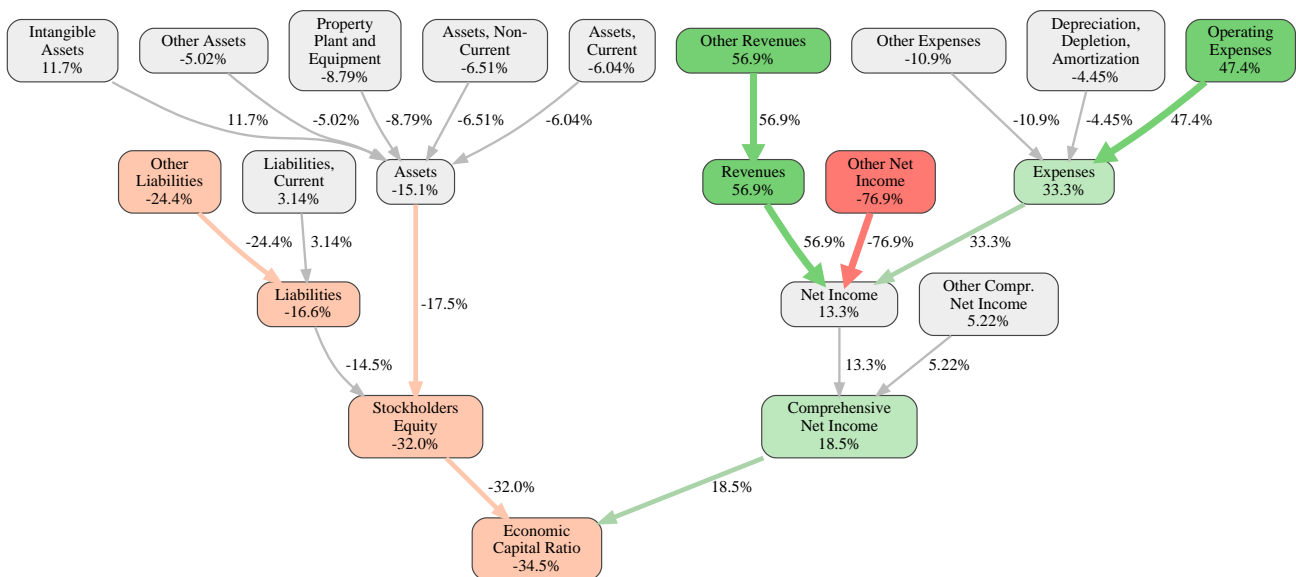 Intangible
Assets
11.7%
Other Assets
-5.02%
Property
Plant and
Equipment
-8.79%
Assets, Non-
Current
-6.51%
Assets,
Current
-6.04%
Other Revenues
56.9%
Other Expenses
-10.9%
Depreciation,
Depletion,
Amortization
-4.45%
Operating
Expenses
47.4%
11.7%
-5.02%
-8.79%
-6.51%
-6.04%
56.9%
-10.9%
-4.45%
47.4%
Other
Liabilities
-24.4%
Liabilities,
Current
3.14%
Assets
-15.1%
Revenues
56.9%
Other Net
Income
-76.9%
Expenses
33.3%
-24.4%
3.14%
-17.5%
56.9%
-76.9%
33.3%
Liabilities
-16.6%
Net Income
13.3%
Other Compr.
Net Income
5.22%
-14.5%
13.3%
5.22%
Stockholders
Equity
-32.0%
Comprehensive
Net Income
18.5%
-32.0%
18.5%
Economic
Capital Ratio
-34.5%